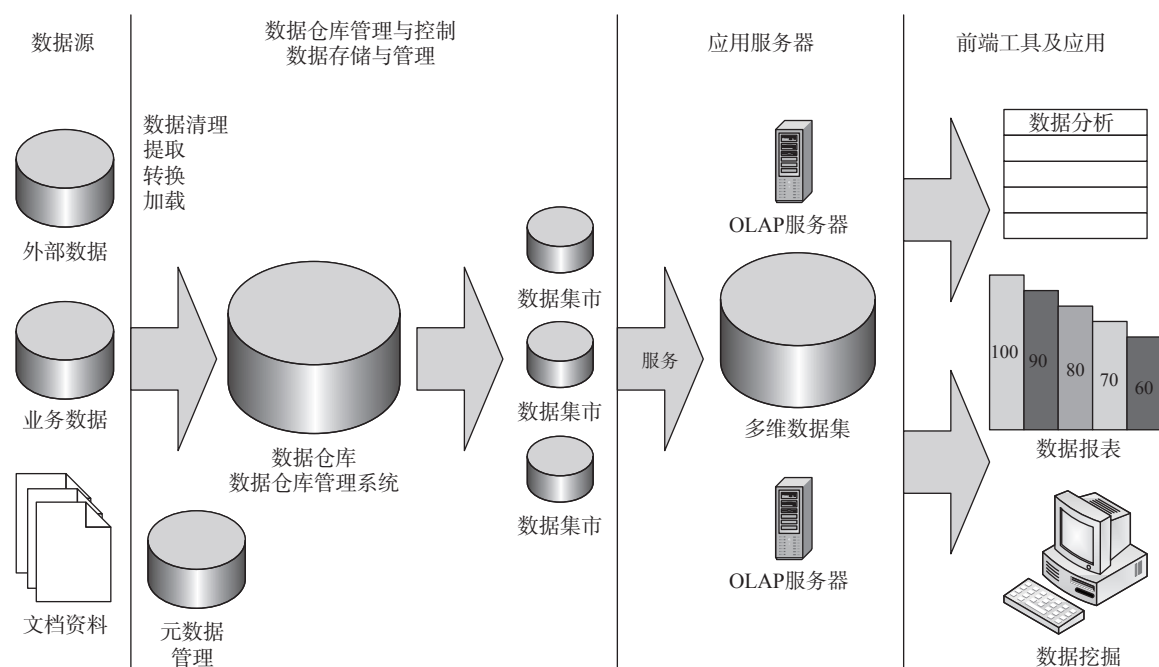 数据源
数据仓库管理与控制
数据存储与管理
应用服务器
前端工具及应用
数据清理
提取
转换
加载
外部数据
业务数据
文档资料
数据仓库
数据仓库管理系统
元数据
管理
数据集市
数据集市
数据集市
服务
OLAP服务器
多维数据集
OLAP服务器
数据分析
100
90
80
70
60
数据报表
数据挖掘